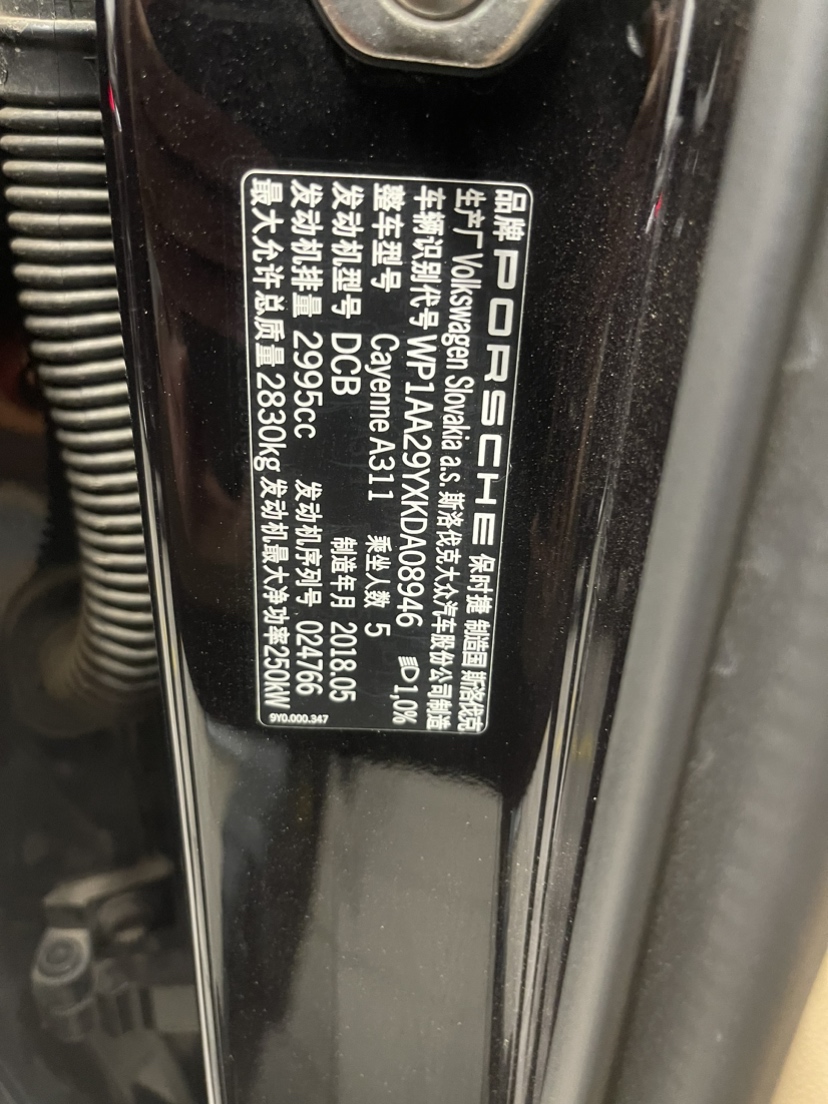 品牌 PORSCHE 保时捷 制造国 斯洛伐克
生产厂 Volkswagen Slovakia a.s. 斯洛伐克大众汽车股份公司制造
车辆识别代号 WP1AA29YXKDA08946 1,0%
整车型号 Cayenne A311 乘坐人数 5
发动机型号 DCB 制造年月 2018.05
发动机排量 2995cc 发动机序列号 024766
最大允许总质量 2830kg 发动机最大净功率250kW
9Y0.000.347